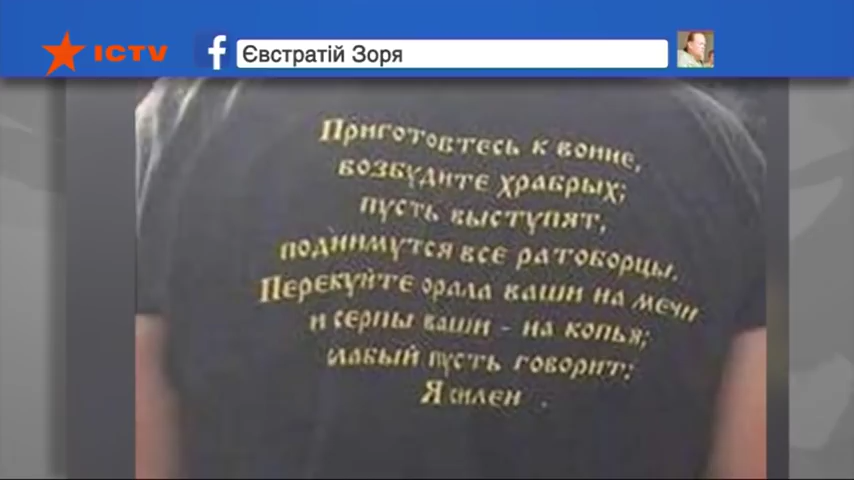 ICTV
f Євстратій Зоря
Приготовтесь к воине,
возбудите храбрых;
пусть выступят,
поднимутся все ратоборцы.
Перекуйте орала ваши на мечи
и серпы ваши - на копья;
слабый пусть говорит:
Я силен .